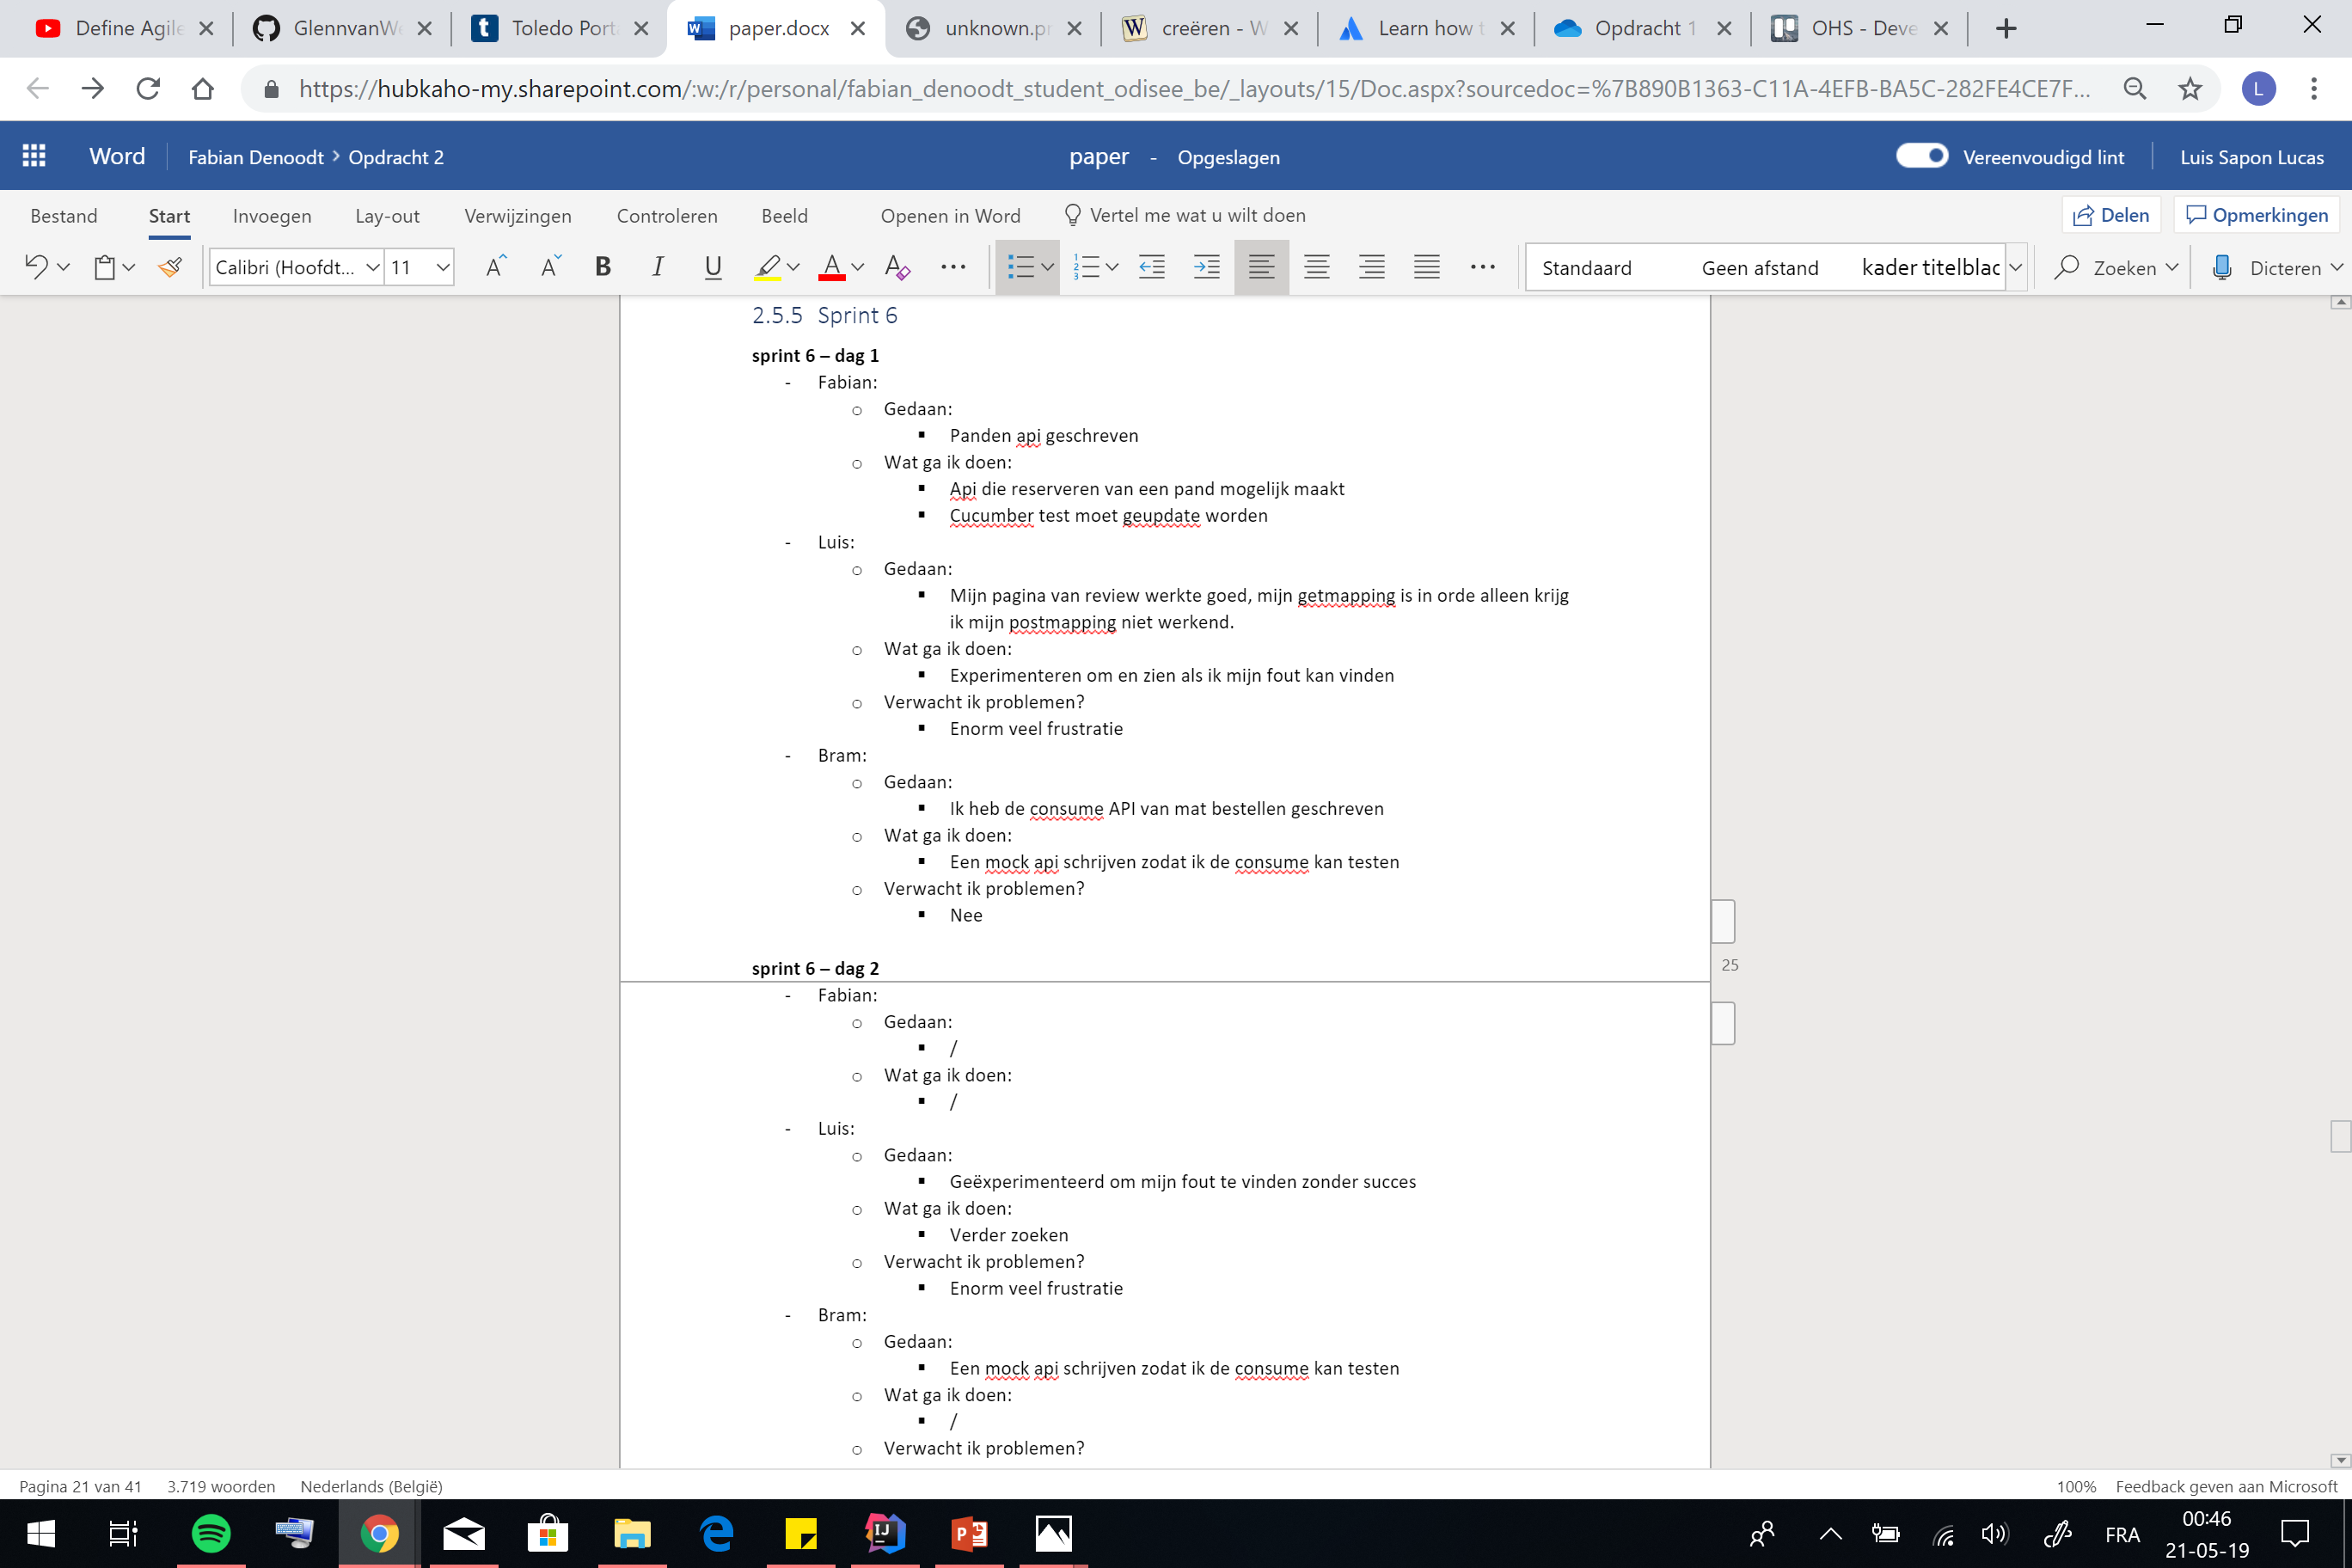 Define Agile
GlennvanWe
Toledo Porta
paper.docx
unknown.pr
creëren - W
Learn how t
Opdracht 1
OHS - Deve
https://hubkaho-my.sharepoint.com/:w:/r/personal/fabian_denoodt_student_odisee_be/_layouts/15/Doc.aspx?sourcedoc=%7B890B1363-C11A-4EFB-BA5C-282FE4CE7F...
L
Word
Fabian Denoodt > Opdracht 2
paper - Opgeslagen
Vereenvoudigd lint
Luis Sapon Lucas
Bestand Start Invoegen Lay-out Verwijzingen Controleren Beeld Openen in Word Vertel me wat u wilt doen
Delen Opmerkingen
Calibri (Hoofdt... 11
Standaard Geen afstand kader titelblac
Zoeken Dicteren
2.5.5 Sprint 6
sprint 6 – dag 1
- Fabian:
o Gedaan:
▪ Panden api geschreven
o Wat ga ik doen:
▪ Api die reserveren van een pand mogelijk maakt
▪ Cucumber test moet geupdate worden
- Luis:
o Gedaan:
▪ Mijn pagina van review werkte goed, mijn getmapping is in orde alleen krijg
ik mijn postmapping niet werkend.
o Wat ga ik doen:
▪ Experimenteren om en zien als ik mijn fout kan vinden
o Verwacht ik problemen?
▪ Enorm veel frustratie
- Bram:
o Gedaan:
▪ Ik heb de consume API van mat bestellen geschreven
o Wat ga ik doen:
▪ Een mock api schrijven zodat ik de consume kan testen
o Verwacht ik problemen?
▪ Nee
sprint 6 – dag 2
25
- Fabian:
o Gedaan:
▪ /
o Wat ga ik doen:
▪ /
- Luis:
o Gedaan:
▪ Geëxperimenteerd om mijn fout te vinden zonder succes
o Wat ga ik doen:
▪ Verder zoeken
o Verwacht ik problemen?
▪ Enorm veel frustratie
- Bram:
o Gedaan:
▪ Een mock api schrijven zodat ik de consume kan testen
o Wat ga ik doen:
▪ /
o Verwacht ik problemen?
Pagina 21 van 41 3.719 woorden Nederlands (België)
100% Feedback geven aan Microsoft
FRA
00:46
21-05-19